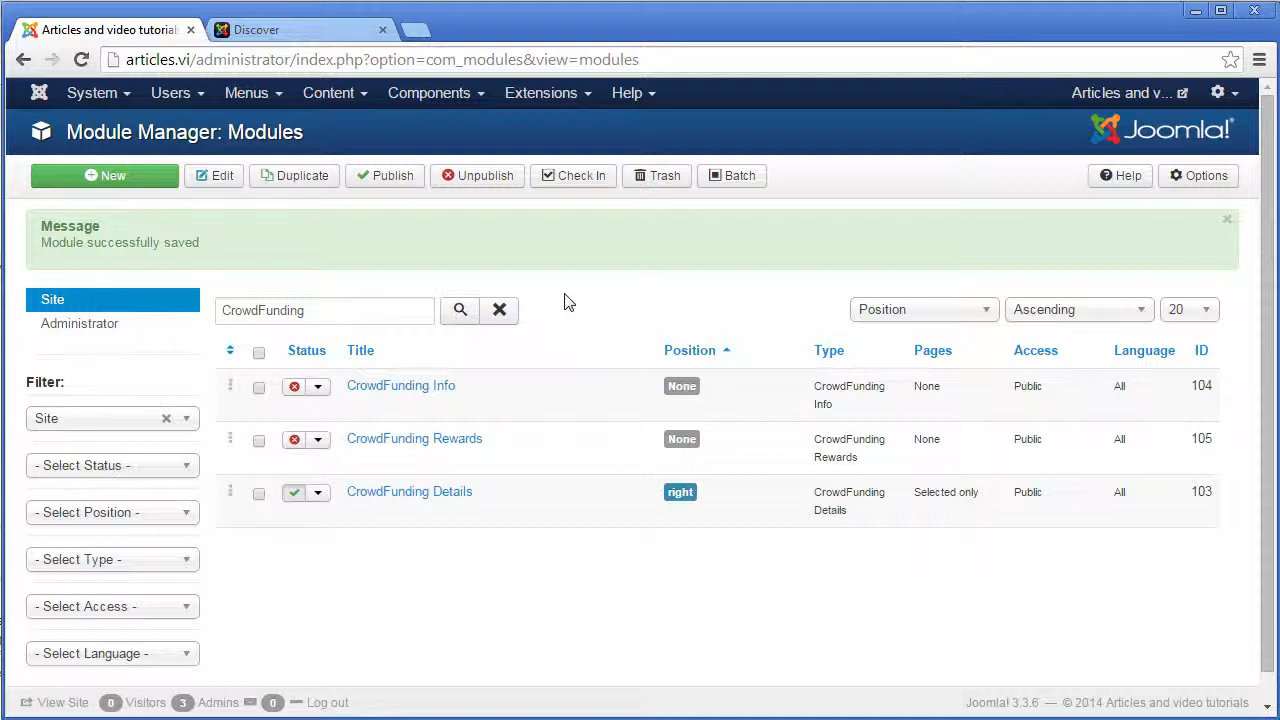 Articles and video tutorials
Discover
articles.vi/administrator/index.php?option=com_modules&view=modules
System Users Menus Content Components Extensions Help Articles and v...
Module Manager: Modules
Joomla!
New Edit Duplicate Publish Unpublish Check In Trash Batch Help Options
Message
Module successfully saved
Site
Administrator
CrowdFunding
Position
Ascending
20
Status Title Position Type Pages Access Language ID
CrowdFunding Info None CrowdFunding None Public All 104
Info
CrowdFunding Rewards None CrowdFunding None Public All 105
Rewards
CrowdFunding Details right CrowdFunding Selected only Public All 103
Details
Filter:
Site
- Select Status -
- Select Position -
- Select Type -
- Select Access -
- Select Language -
View Site 0 Visitors 3 Admins 0 Log out
Joomla! 3.3.6 — © 2014 Articles and video tutorials